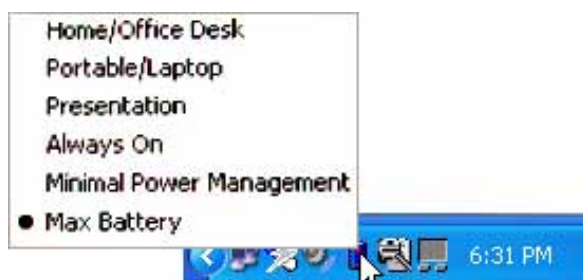 Home/Office Desk
Portable/Laptop
Presentation
Always On
Minimal Power Management
Max Battery
6:31 PM